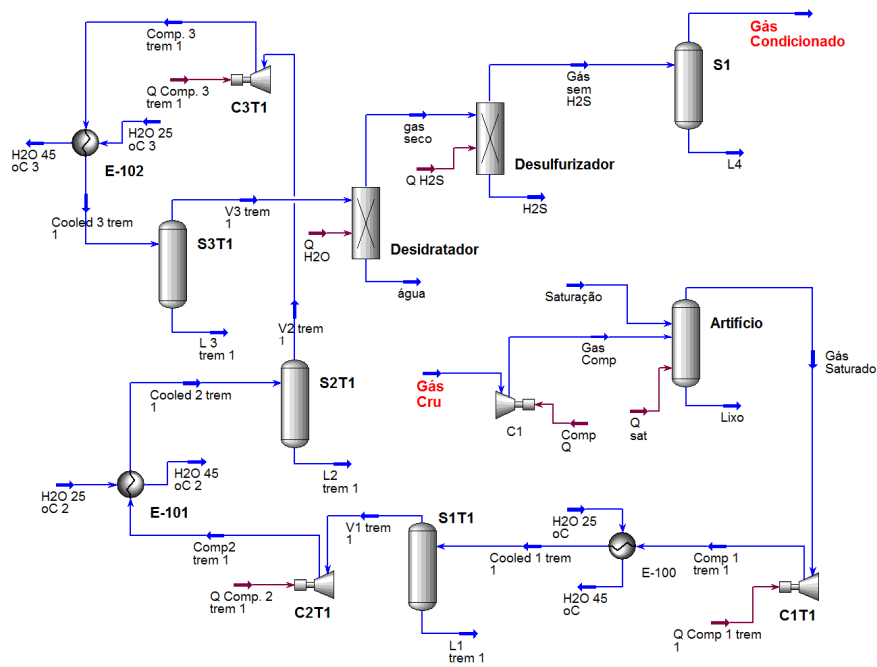 Gás
Condicionado
Comp. 3
trem 1
Q Comp. 3
trem 1
C3T1
S1
Gás
sem
H2S
gas
seco
H2O 25
oC 3
H2O 45
oC 3
E-102
Desulfurizador
Q H2S
L4
H2S
Cooled 3 trem
1
V3 trem
1
S3T1
Q
H2O
Desidratador
água
Saturação
Artifício
Gas
Comp
V2 trem
1
L 3
trem 1
Gás
Saturado
S2T1
Gás
Cru
Cooled 2 trem
1
C1
Comp
Q
Q
sat
Lixo
H2O 45
oC 2
H2O 25
oC 2
L2
trem 1
E-101
S1T1
V1 trem
1
H2O 25
oC
Comp2
trem 1
Cooled 1 trem
1
E-100
Comp 1
trem 1
Q Comp. 2
trem 1
C2T1
H2O 45
oC
C1T1
Q Comp 1 trem
1
L1
trem 1